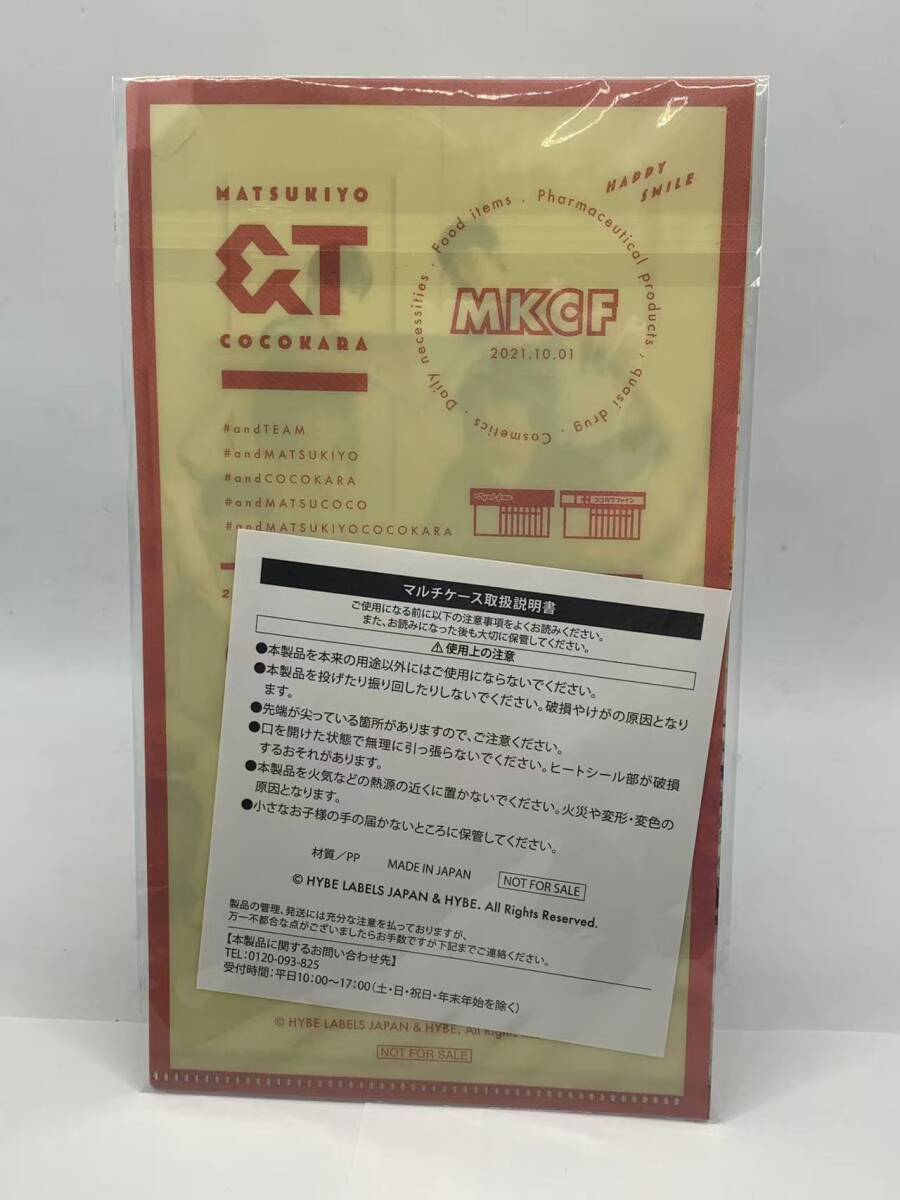 MATSUKIYO
&T
COCOKARA
HAPPY
SMILE
Daily necessities . Food items . Pharmaceutical products , quasi drug . Cosmetics .
MKCF
2021.10.01
#andTEAM
#andMATSUKIYO
#andCOCOKARA
#andMATSUCOCO
#andMATSUKIYOCOCOKARA
ココカラファイン
2
マルチケース取扱説明書
ご使用になる前に以下の注意事項をよくお読みください。
また、お読みになった後も大切に保管してください。
⚠使用上の注意
●本製品を本来の用途以外にはご使用にならないでください。
●本製品を投げたり振り回したりしないでください。破損やけがの原因となり
ます。
●先端が尖っている箇所がありますので、ご注意ください。
●口を開けた状態で無理に引っ張らないでください。ヒートシール部が破損
するおそれがあります。
●本製品を火気などの熱源の近くに置かないでください。火災や変形・変色の
原因となります。
●小さなお子様の手の届かないところに保管してください。
材質/PP MADE IN JAPAN NOT FOR SALE
© HYBE LABELS JAPAN & HYBE. All Rights Reserved.
製品の管理、発送には充分な注意を払っておりますが、
万一不都合な点がございましたらお手数ですが下記までご連絡ください。
【本製品に関するお問い合わせ先】
TEL:0120-093-825
受付時間:平日10:00～17:00(土・日・祝日・年末年始を除く)
© HYBE LABELS JAPAN & HYBE. All
NOT FOR SALE